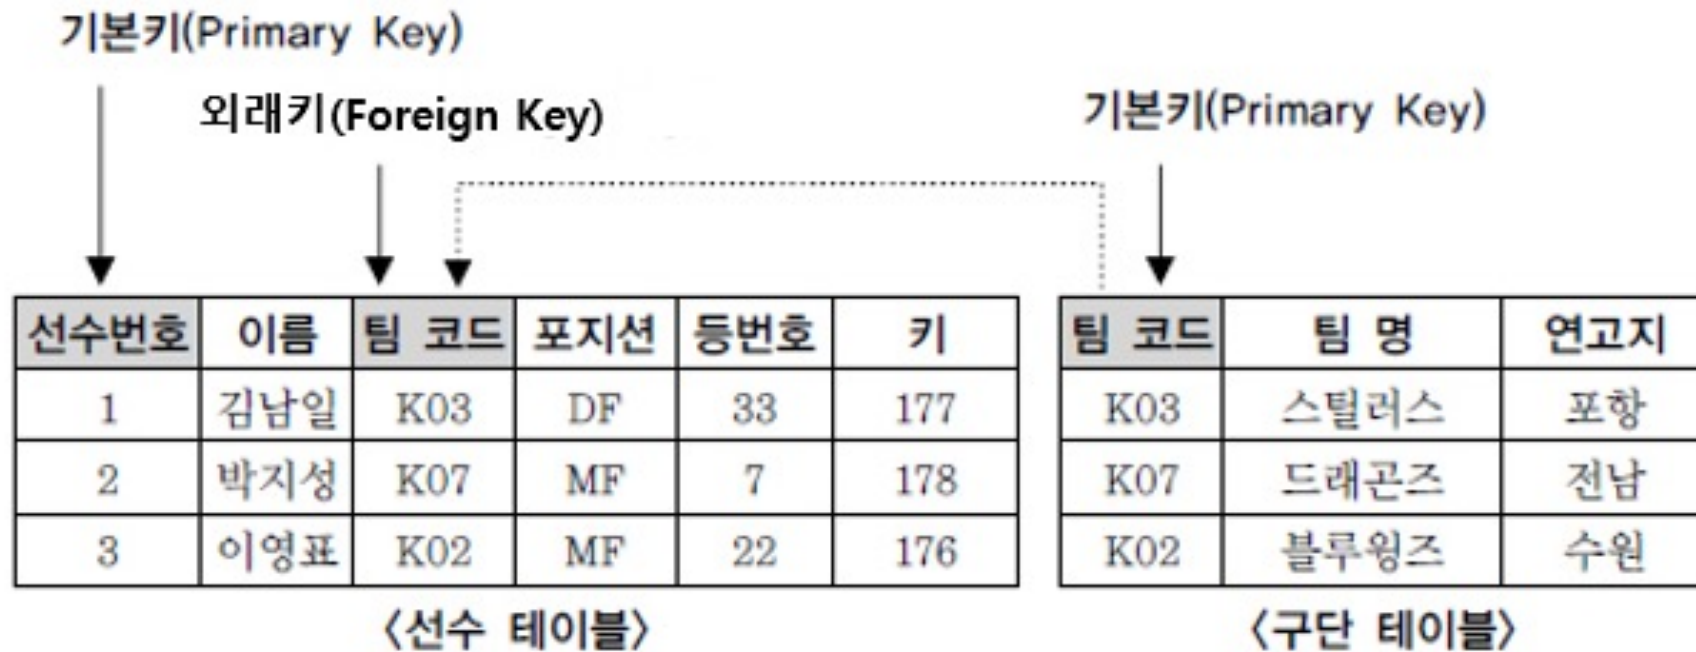 기본키(Primary Key)
외래키(Foreign Key)
기본키(Primary Key)
선수번호 이름 팀 코드 포지션 등번호 키
1 김남일 K03 DF 33 177
2 박지성 K07 MF 7 178
3 이영표 K02 MF 22 176
<선수 테이블>
팀 코드 팀 명 연고지
K03 스틸러스 포항
K07 드래곤즈 전남
K02 블루윙즈 수원
<구단 테이블>